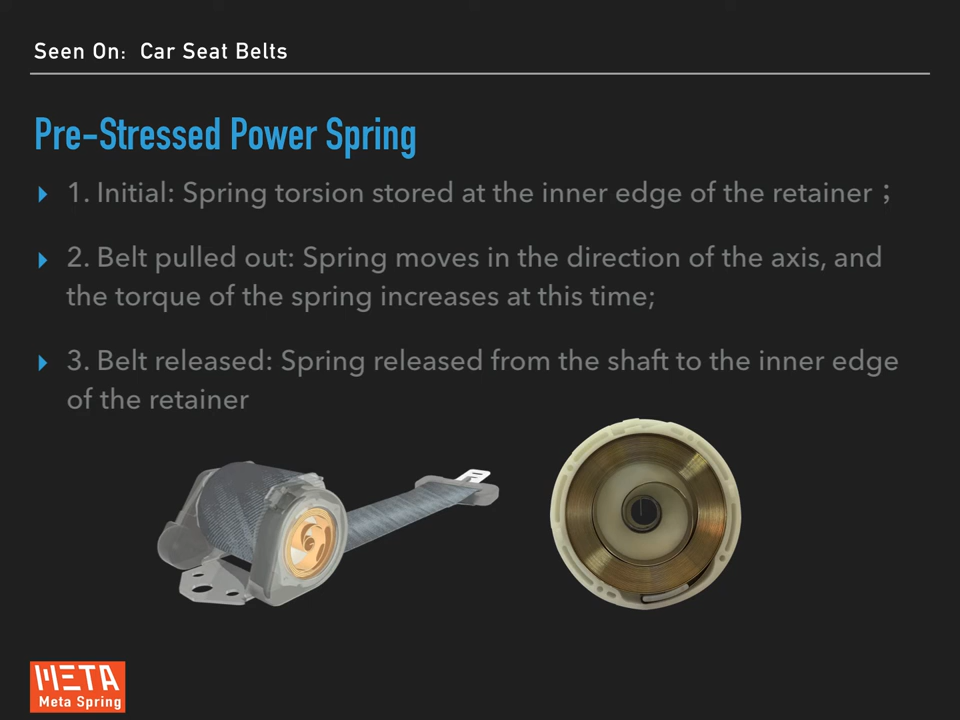 Seen On: Car Seat Belts
Pre-Stressed Power Spring
1. Initial: Spring torsion stored at the inner edge of the retainer；
2. Belt pulled out: Spring moves in the direction of the axis, and
the torque of the spring increases at this time;
3. Belt released: Spring released from the shaft to the inner edge
of the retainer
META
Meta Spring